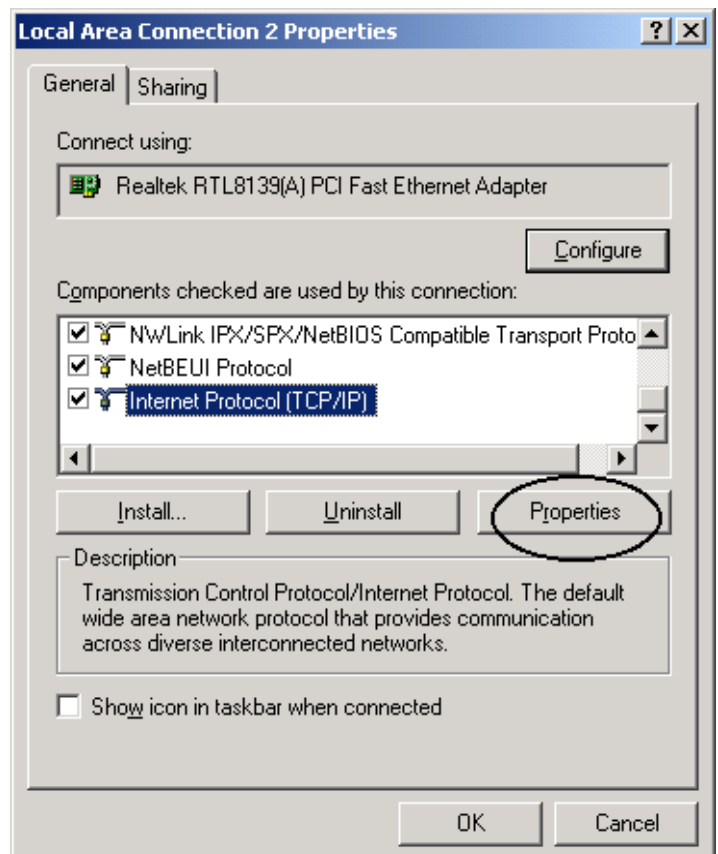 Local Area Connection 2 Properties
General
Sharing
Connect using:
Realtek RTL8139(A) PCI Fast Ethernet Adapter
Configure
Components checked are used by this connection:
NWLink IPX/SPX/NetBIOS Compatible Transport Proto
NetBEUI Protocol
Internet Protocol (TCP/IP)
Install...
Uninstall
Properties
Description
Transmission Control Protocol/Internet Protocol. The default
wide area network protocol that provides communication
across diverse interconnected networks.
Show icon in taskbar when connected
OK
Cancel